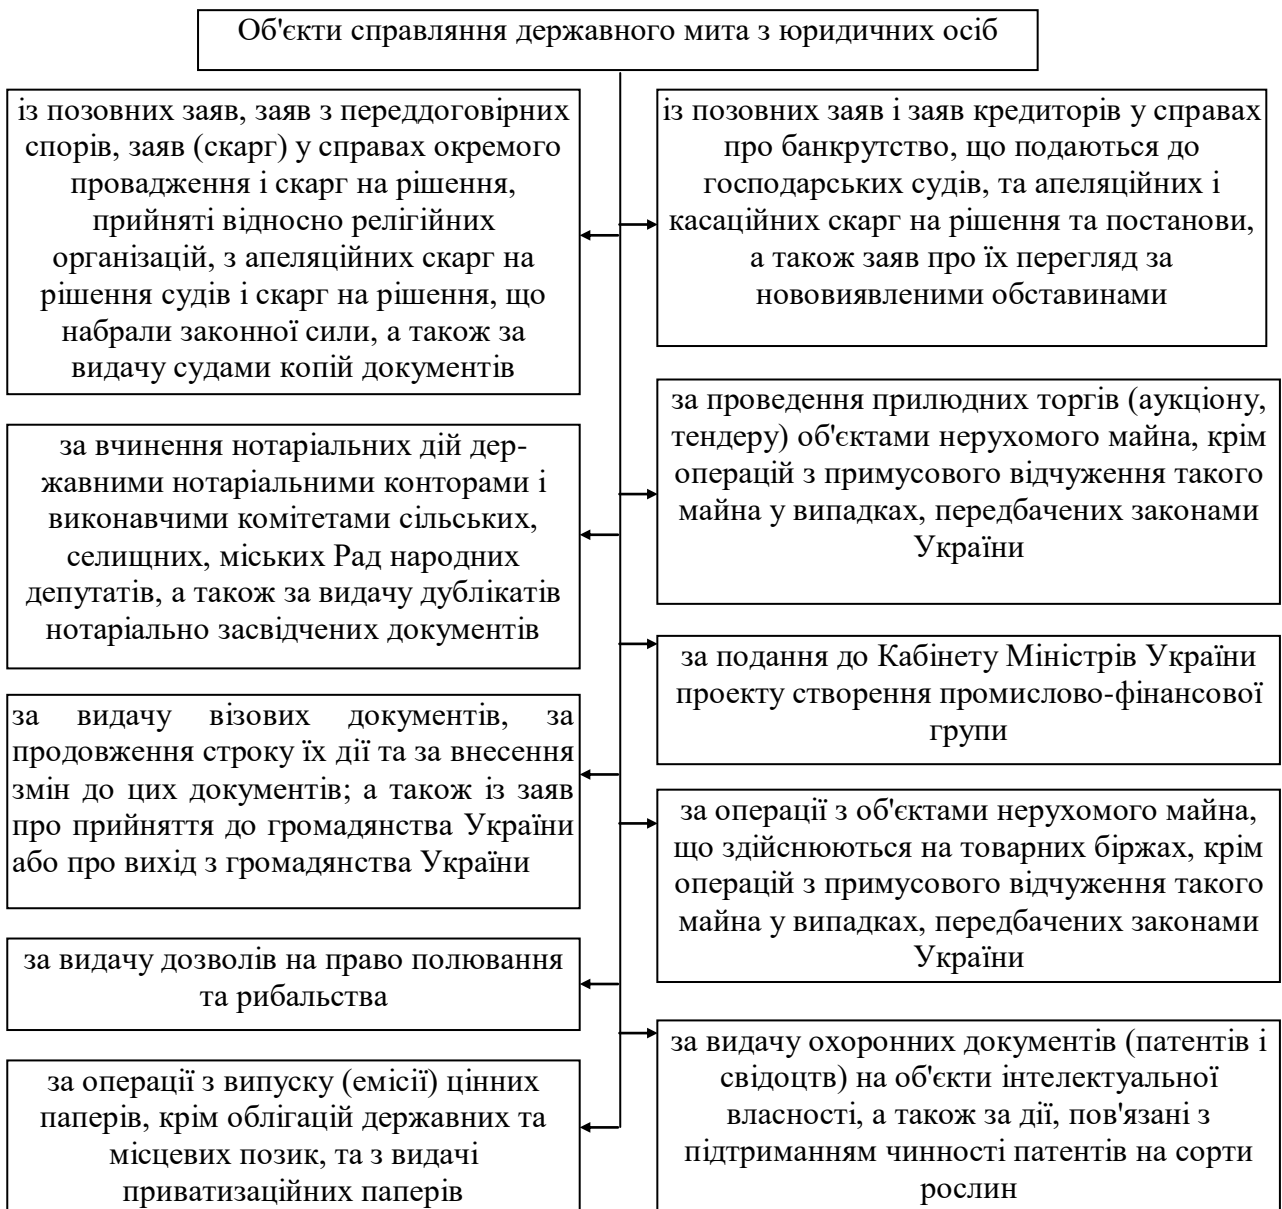 Об'єкти справляння державного мита з юридичних осіб
із позовних заяв, заяв з переддоговірних
спорів, заяв (скарг) у справах окремого
провадження і скарг на рішення,
прийняті відносно релігійних
організацій, з апеляційних скарг на
рішення судів і скарг на рішення, що
набрали законної сили, а також за
видачу судами копій документів
за вчинення нотаріальних дій дер-
жавними нотаріальними конторами і
виконавчими комітетами сільських,
селищних, міських Рад народних
депутатів, а також за видачу дублікатів
нотаріально засвідчених документів
за видачу візових документів, за
продовження строку їх дії та за внесення
змін до цих документів; а також із заяв
про прийняття до громадянства України
або про вихід з громадянства України
за видачу дозволів на право полювання
та рибальства
за операції з випуску (емісії) цінних
паперів, крім облігацій державних та
місцевих позик, та з видачі
приватизаційних паперів
із позовних заяв і заяв кредиторів у справах
про банкрутство, що подаються до
господарських судів, та апеляційних і
касаційних скарг на рішення та постанови,
а також заяв про їх перегляд за
нововиявленими обставинами
за проведення прилюдних торгів (аукціону,
тендеру) об'єктами нерухомого майна, крім
операцій з примусового відчуження такого
майна у випадках, передбачених законами
України
за подання до Кабінету Міністрів України
проекту створення промислово-фінансової
групи
за операції з об'єктами нерухомого майна,
що здійснюються на товарних біржах, крім
операцій з примусового відчуження такого
майна у випадках, передбачених законами
України
за видачу охоронних документів (патентів і
свідоцтв) на об'єкти інтелектуальної
власності, а також за дії, пов'язані з
підтриманням чинності патентів на сорти
рослин